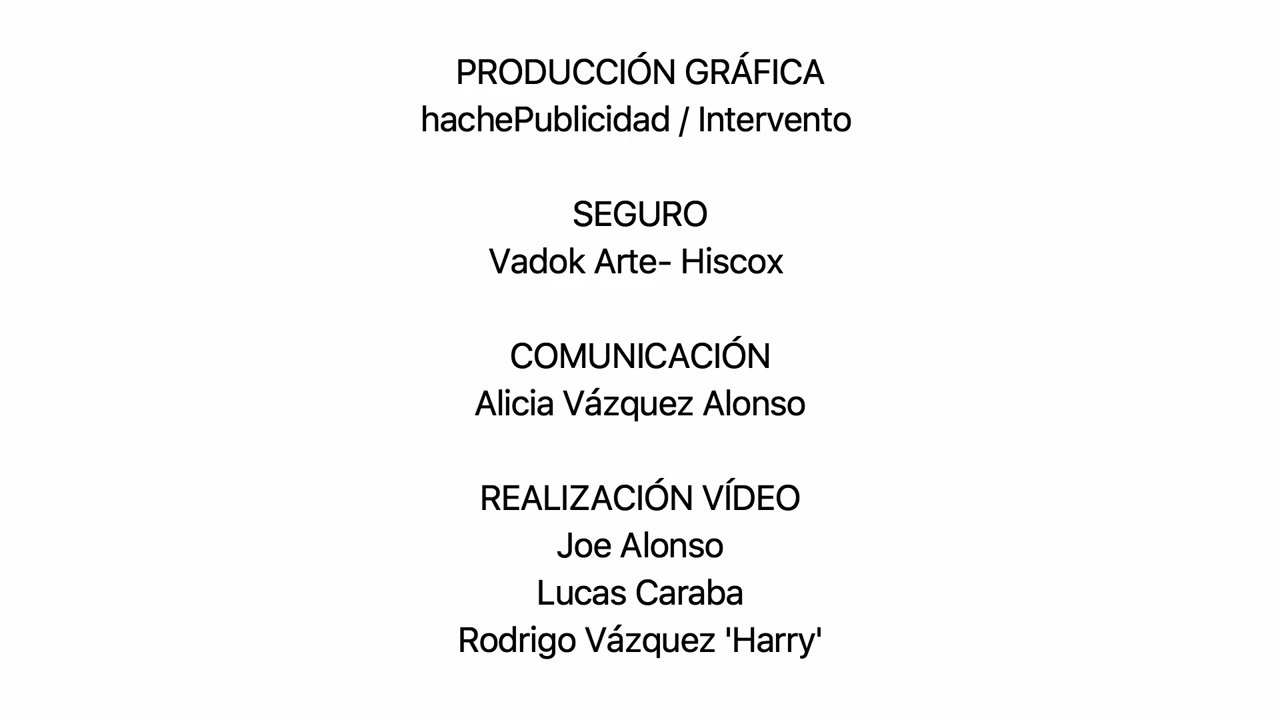 PRODUCCIÓN GRÁFICA
hachePublicidad / Intervento
SEGURO
Vadok Arte- Hiscox
COMUNICACIÓN
Alicia Vázquez Alonso
REALIZACIÓN VÍDEO
Joe Alonso
Lucas Caraba
Rodrigo Vázquez 'Harry'